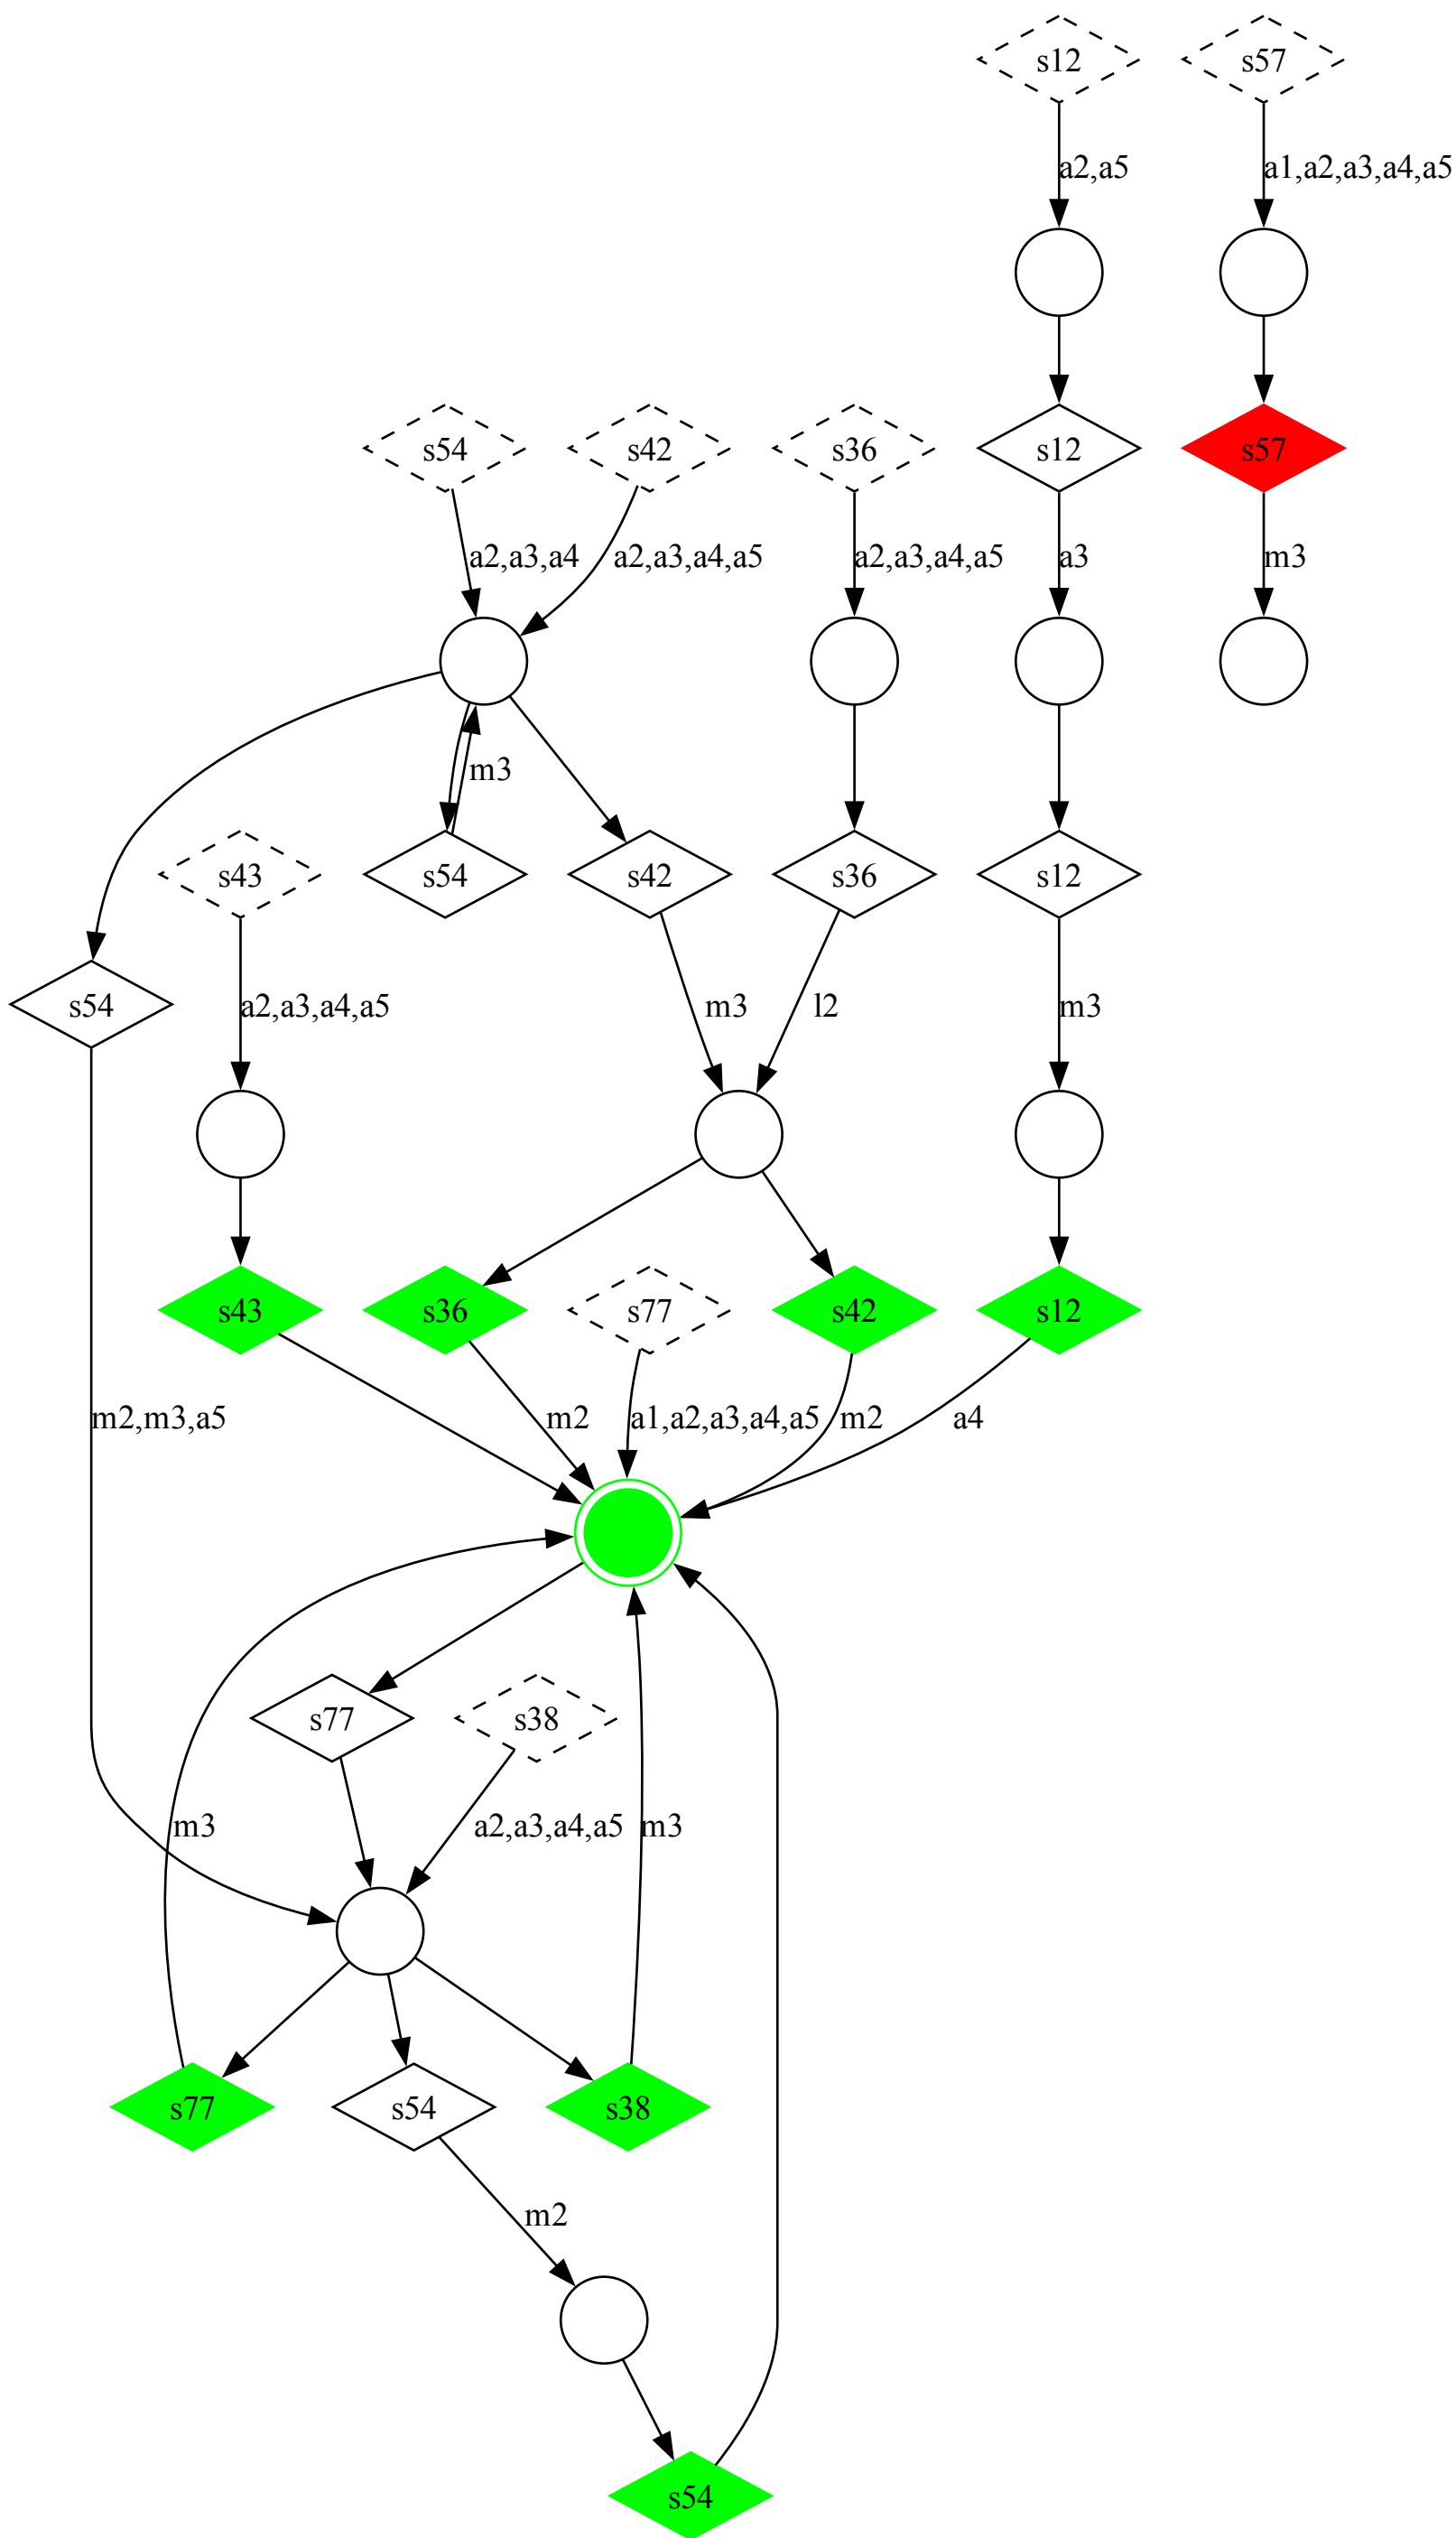 s12 s57
a2,a5 a1,a2,a3,a4,a5
s54 s42 s36 s12 s57
a2,a3,a4 a2,a3,a4,a5 a2,a3,a4,a5 a3 m3
m3
s43 s54 s42 s36 s12
s54 a2,a3,a4,a5 m3 l2 m3
s43 s36 s77 s42 s12
m2,m3,a5 m2 a1,a2,a3,a4,a5 m2 a4
s77 s38
m3 a2,a3,a4,a5 m3
s77 s54 s38
m2
s54